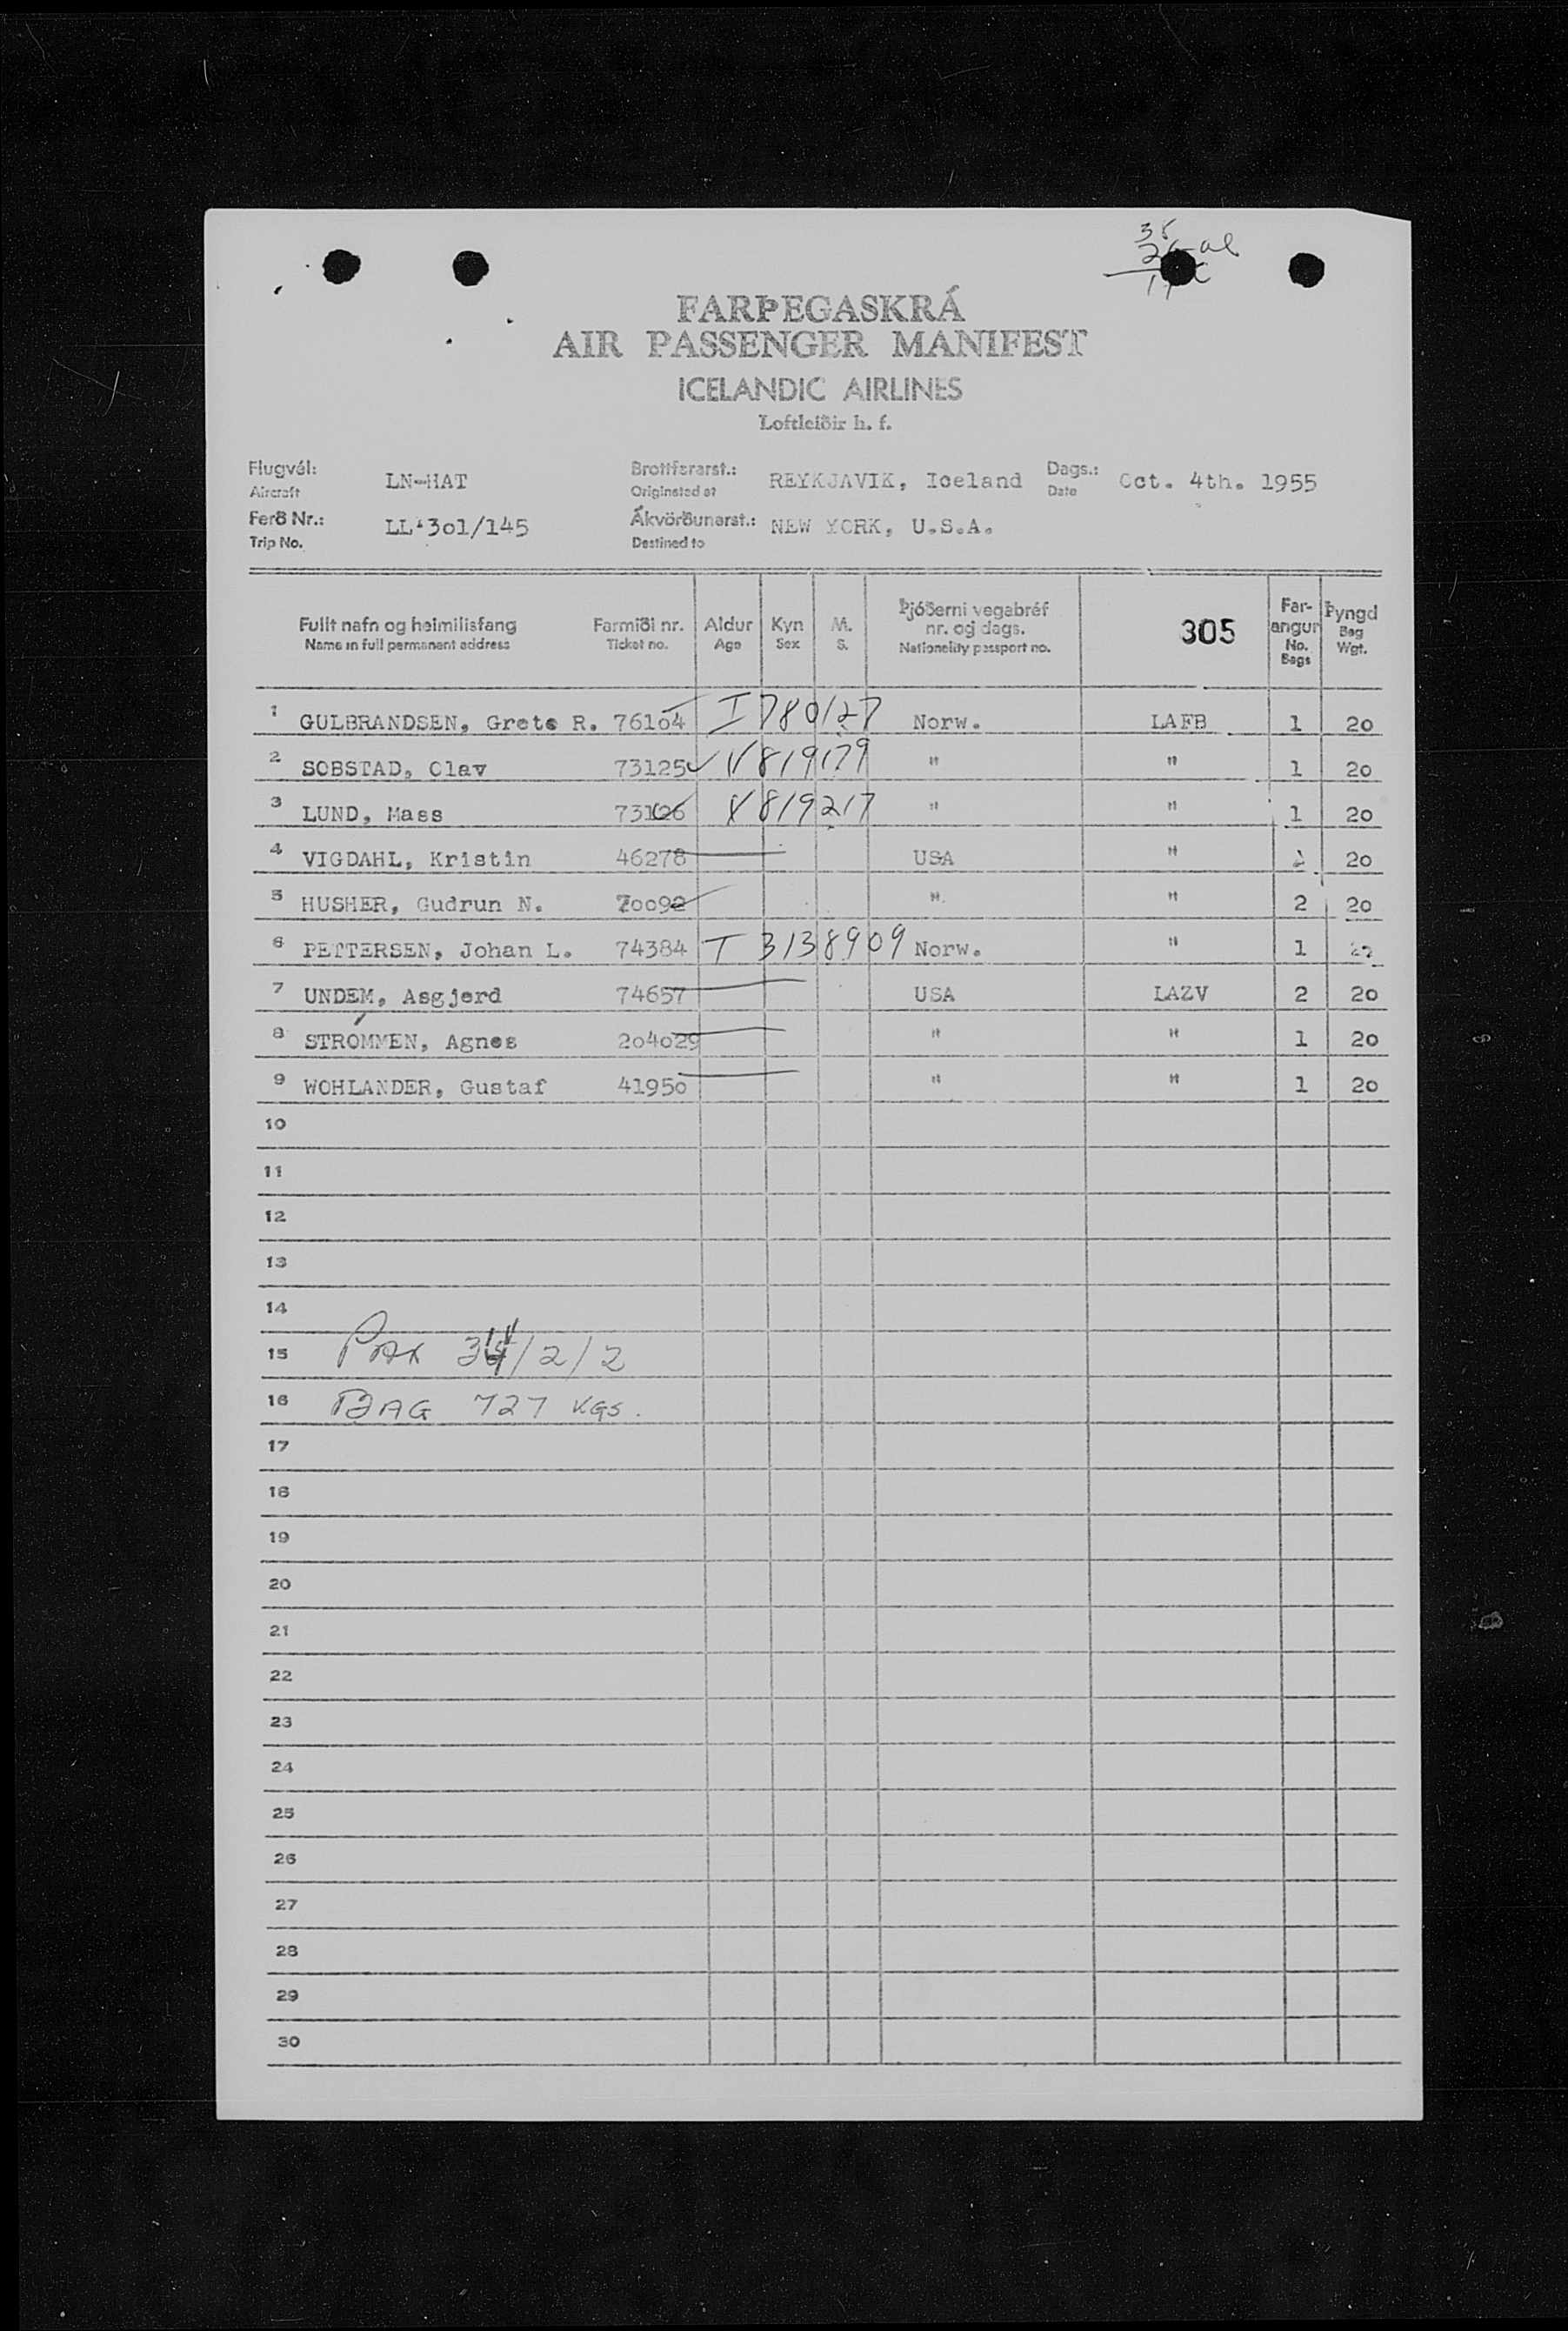 35
FARÞEGASKRÁ
AIR PASSENGER MANIFEST
ICELANDIC AIRLINES
Loftleiðir h. f.
Flugvél: LN-HAT Brottfararst.: REYKJAVIK, Iceland Dags.: Oct. 4th. 1955
Aircraft Originated at Date
Ferð Nr.: LL-301/145 Ákvörðunarst.: NEW YORK, U.S.A.
Trip No. Destined to
Fullt nafn og heimilisfang Farmiði nr. Aldur Kyn M. Þjóðerni vegabréf nr. og dags. 305 Far-angur Þyngd
Name in full permanent address Ticket no. Age Sex S. Nationality passport no. No. Bags Bag Wgt.
1 GULBRANDSEN, Grete R. 76104 I 780127 Norw. LAFB 1 20
2 SOBSTAD, Olav 73125 V 819179 " " 1 20
3 LUND, Mass 73126 V 819217 " " 1 20
4 VIGDAHL, Kristin 46278 USA " 20
5 HUSHER, Gudrun N. 70092 " " 2 20
6 PETTERSEN, Johan L. 74384 T 3138909 Norw. " 1
7 UNDEM, Asgjerd 74657 USA LAZV 2 20
8 STROMMEN, Agnes 204029 " " 1 20
9 WOHLANDER, Gustaf 41950 " " 1 20
10
11
12
13
14
15 PAX /2/2
16 BAG 727 KGS.
17
18
19
20
21
22
23
24
25
26
27
28
29
30